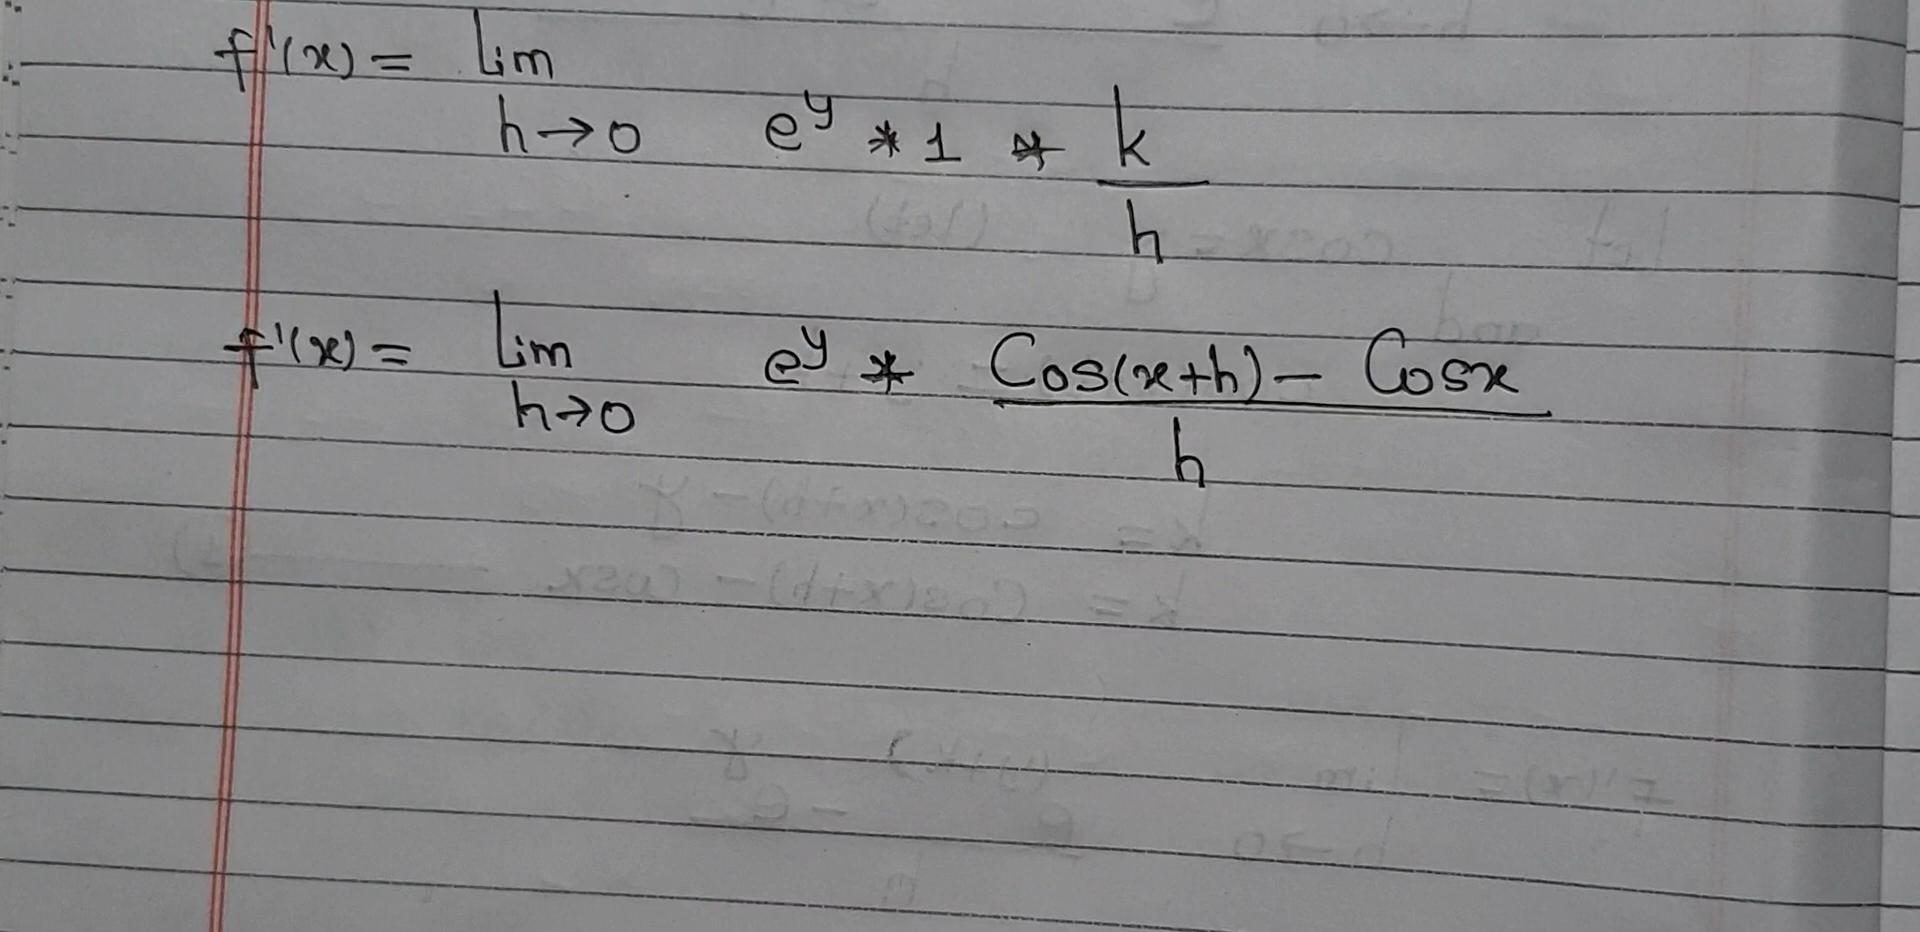 f'(x) = lim
h→0 e^y * 1 * k/h
f'(x) = lim e^y * Cos(x+h) - Cosx
h→0 h